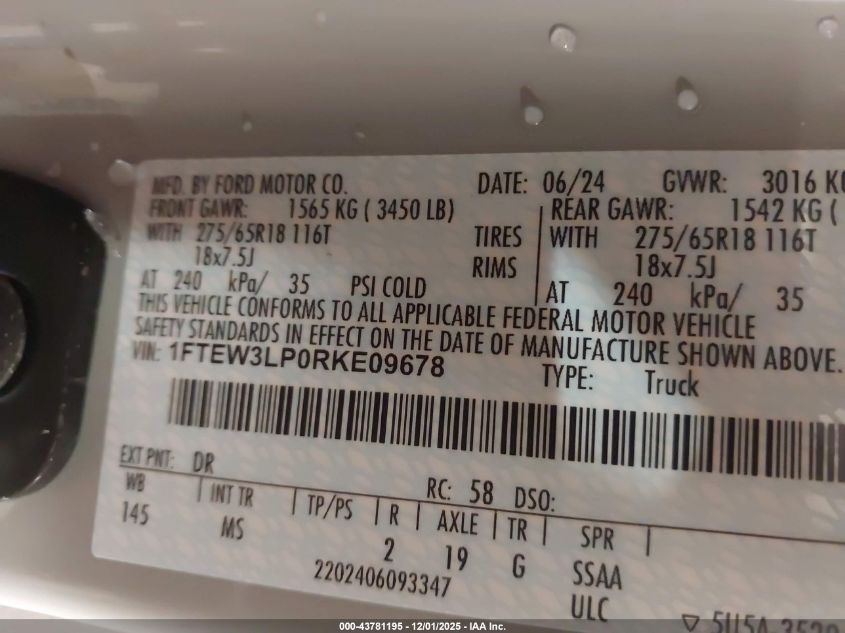 MFD. BY FORD MOTOR CO. DATE: 06/24 GVWR: 3016 KG
FRONT GAWR: 1565 KG ( 3450 LB) REAR GAWR: 1542 KG (
WITH 275/65R18 116T TIRES WITH 275/65R18 116T
18x7.5J RIMS 18x7.5J
AT 240 kPa/ 35 PSI COLD AT 240 kPa/ 35
THIS VEHICLE CONFORMS TO ALL APPLICABLE FEDERAL MOTOR VEHICLE
SAFETY STANDARDS IN EFFECT ON THE DATE OF MANUFACTURE SHOWN ABOVE.
VIN: 1FTEW3LP0RKE09678 TYPE: Truck
EXT PNT: DR RC: 58 DSO:
WB INT TR TP/PS R AXLE TR SPR
145 MS 2 19 G SSAA
2202406093347 ULC
000-43781195 - 12/01/2025 - IAA Inc.